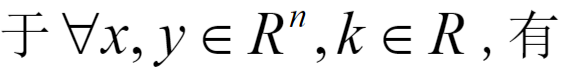 于 ∀x, y ∈ Rⁿ, k ∈ R , 有